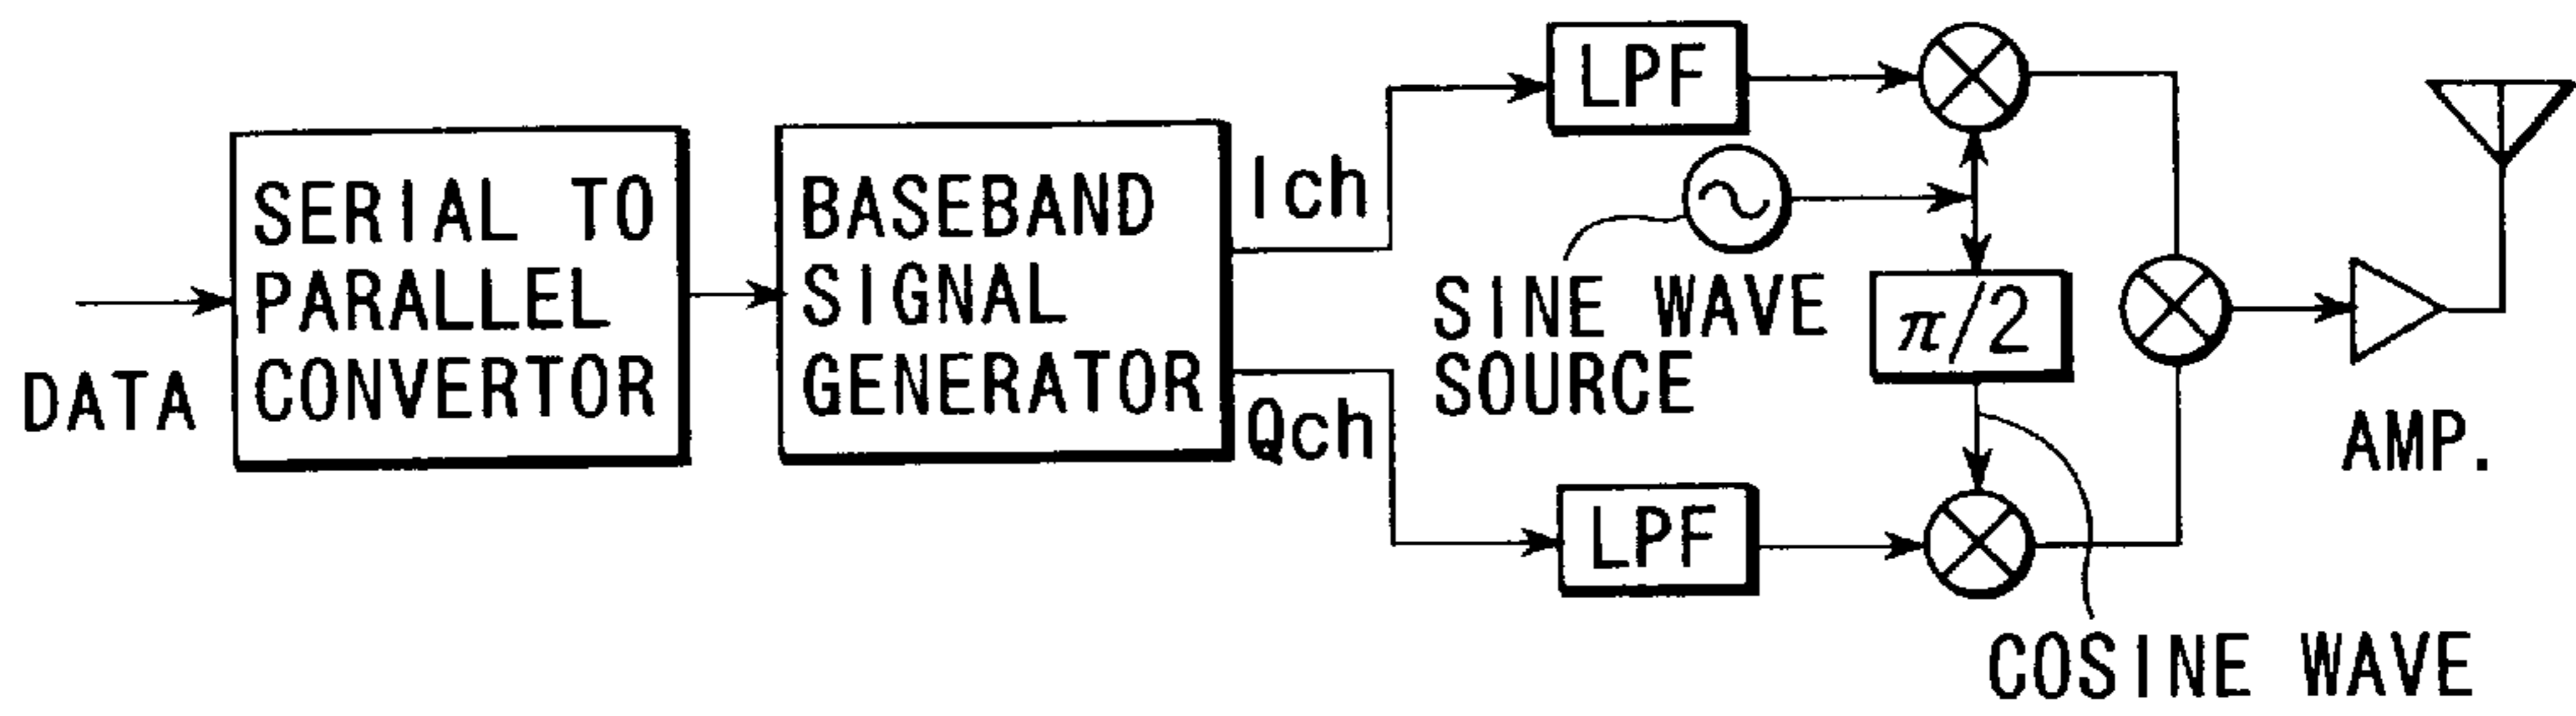 DATA
SERIAL TO
PARALLEL
CONVERTOR
BASEBAND
SIGNAL
GENERATOR
Ich
Qch
LPF
SINE WAVE
SOURCE
π/2
LPF
COSINE WAVE
AMP.